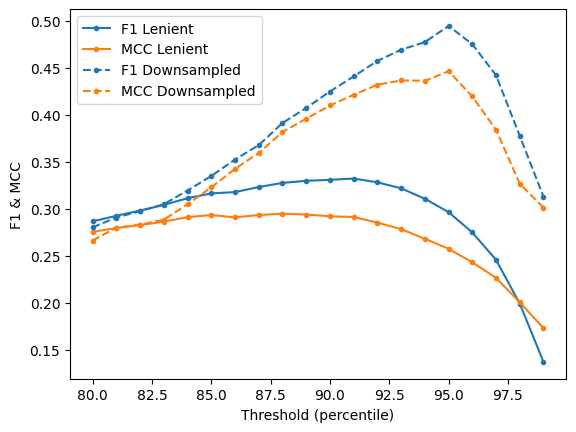 F1 Lenient
MCC Lenient
F1 Downsampled
MCC Downsampled
F1 & MCC
0.50
0.45
0.40
0.35
0.30
0.25
0.20
0.15
80.0 82.5 85.0 87.5 90.0 92.5 95.0 97.5
Threshold (percentile)